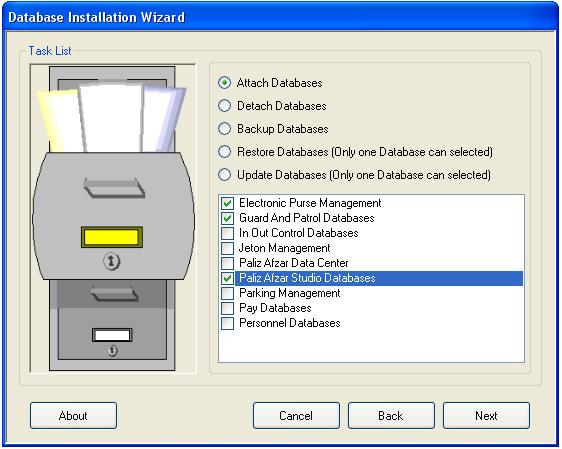 Database Installation Wizard
Task List
Attach Databases
Detach Databases
Backup Databases
Restore Databases (Only one Database can selected)
Update Databases (Only one Database can selected)
Electronic Purse Management
Guard And Patrol Databases
In Out Control Databases
Jeton Management
Paliz Afzar Data Center
Paliz Afzar Studio Databases
Parking Management
Pay Databases
Personnel Databases
About
Cancel
Back
Next